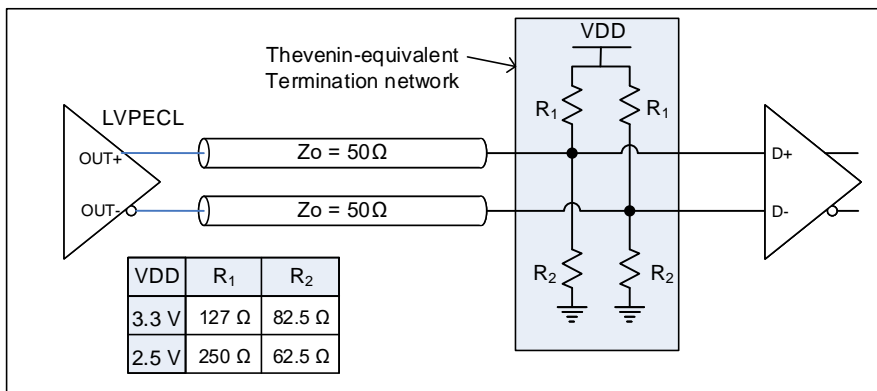 VDD
Thevenin-equivalent
Termination network
R₁ R₁
LVPECL
OUT+ Zo = 50Ω D+
OUT- Zo = 50Ω D-
R₂ R₂
VDD R₁ R₂
3.3 V 127 Ω 82.5 Ω
2.5 V 250 Ω 62.5 Ω